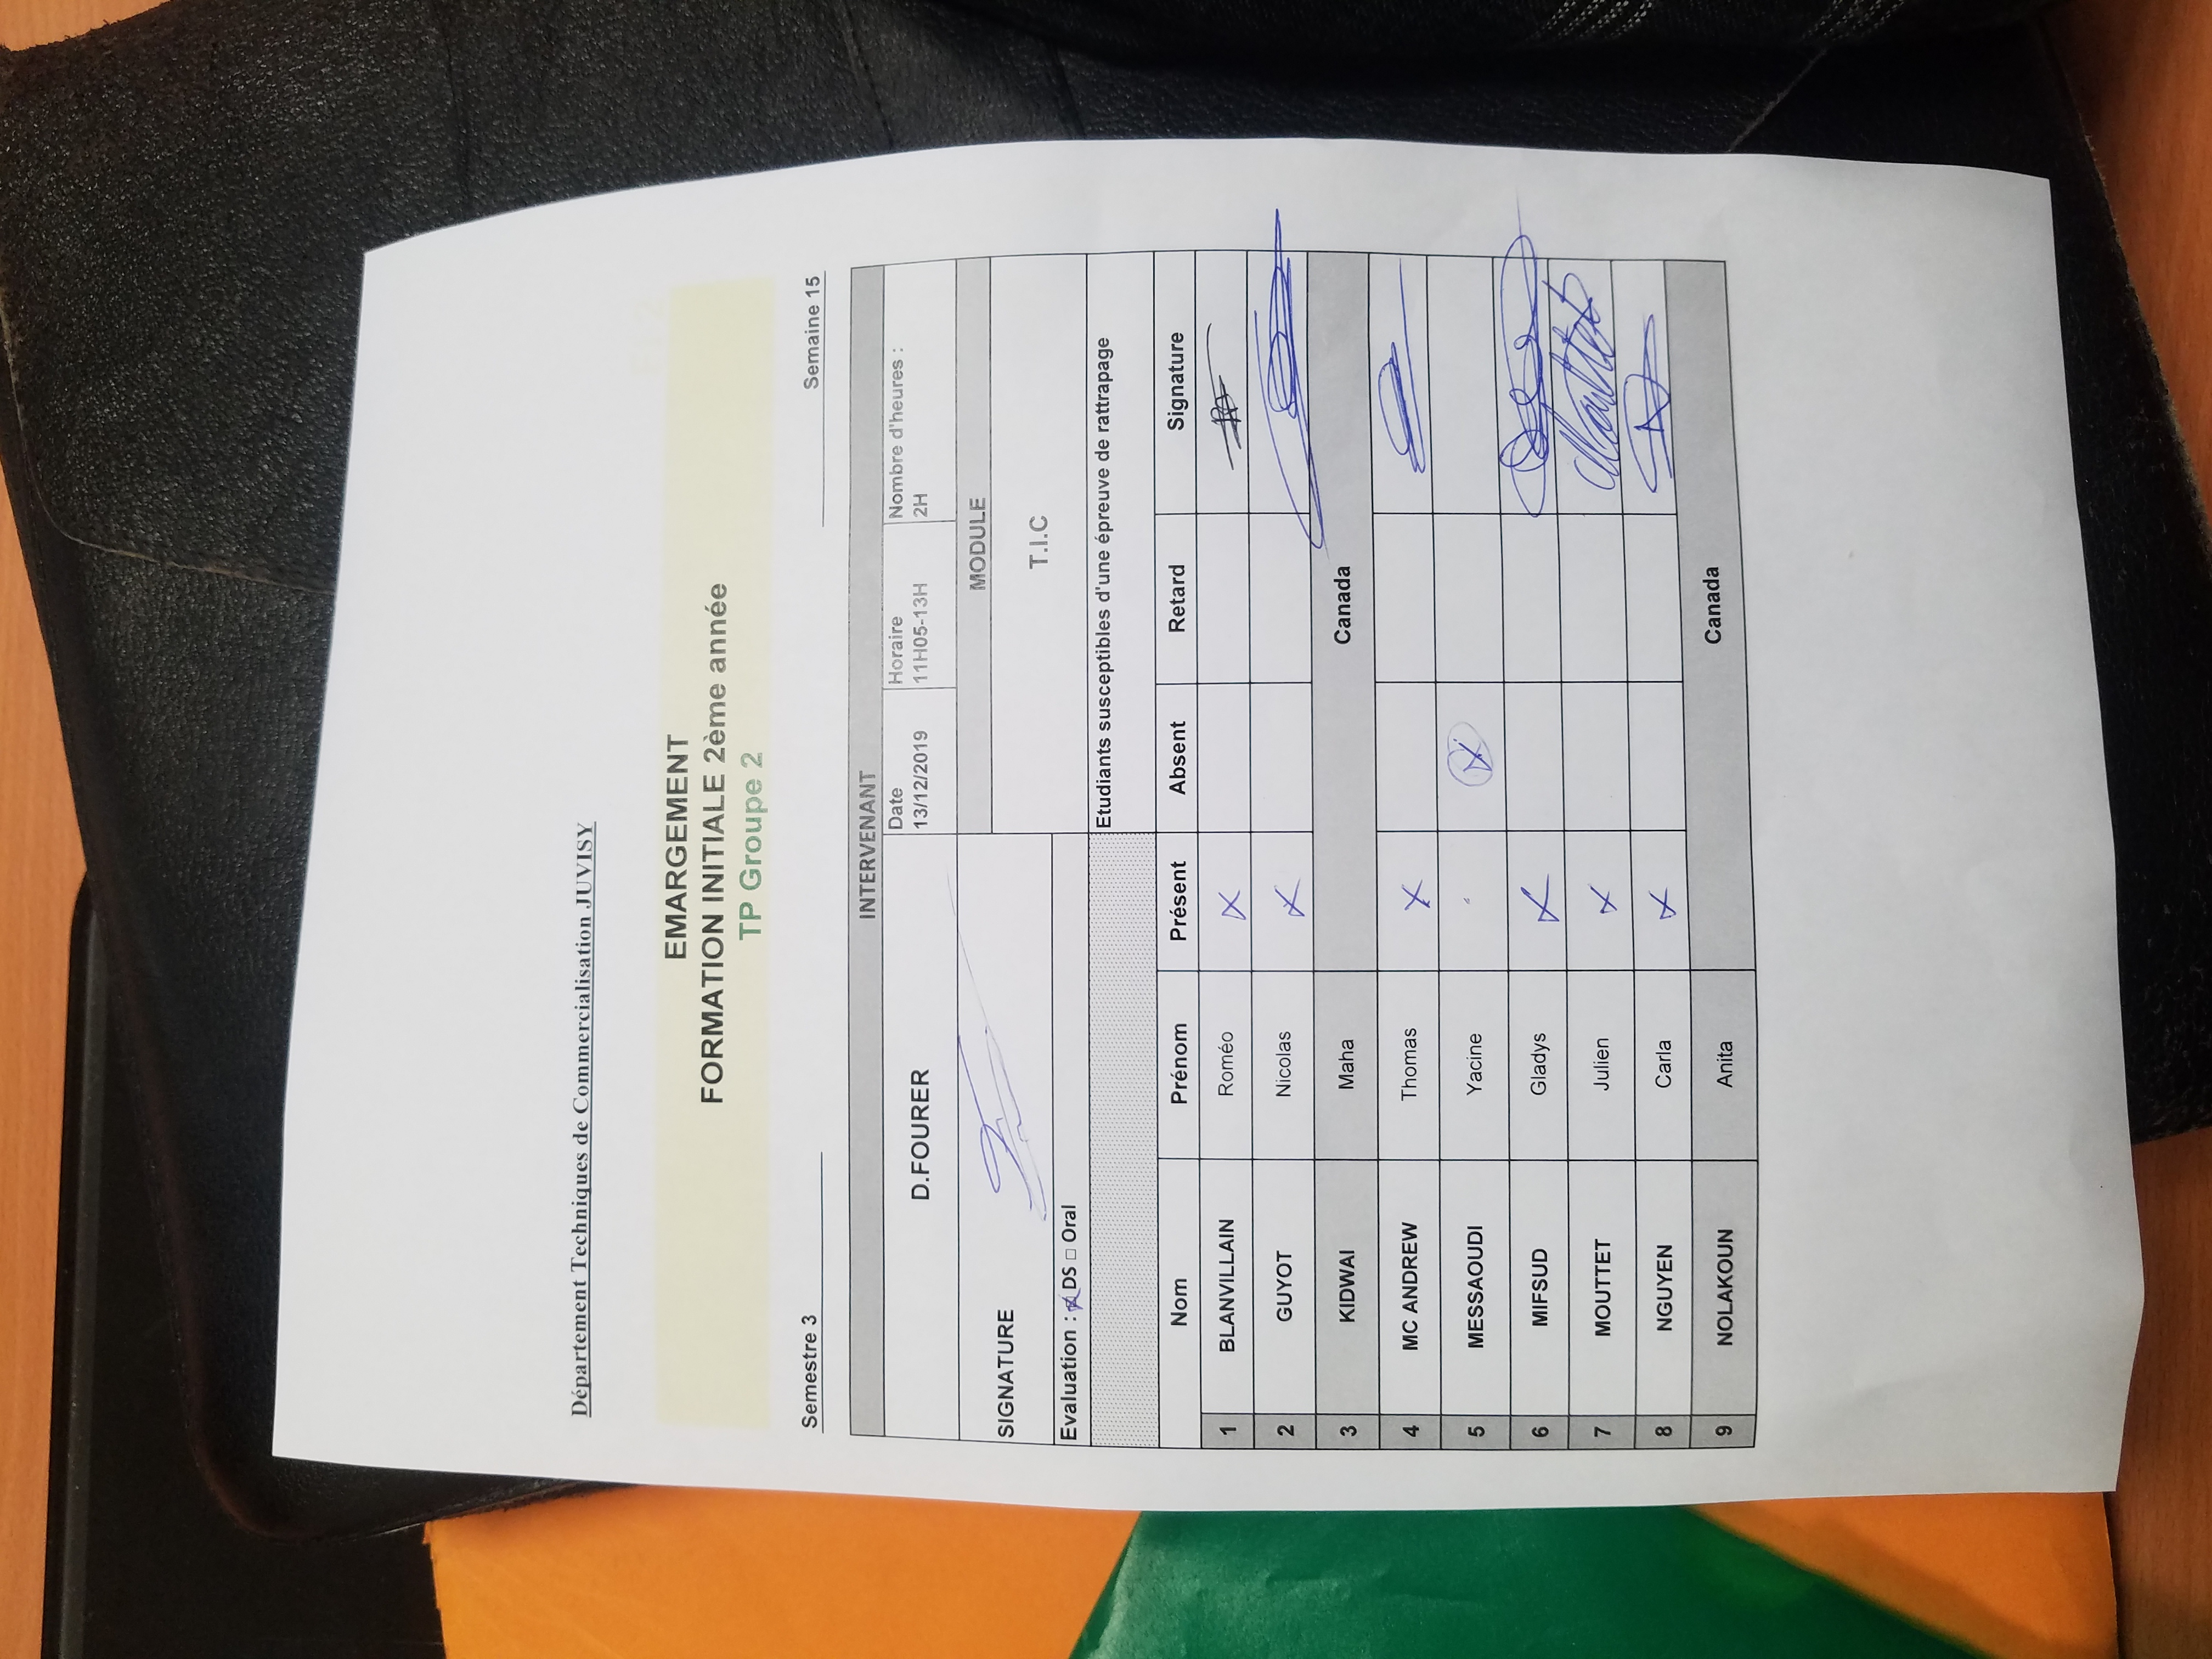 Département Techniques de Commercialisation JUVISY
EMARGEMENT
FORMATION INITIALE 2ème année
TP Groupe 2
Semestre 3 Semaine 15
INTERVENANT
D.FOURER Date Horaire Nombre d'heures :
13/12/2019 11H05-13H 2H
MODULE
SIGNATURE
T.I.C
Evaluation : DS □ Oral
Etudiants susceptibles d'une épreuve de rattrapage
Nom Prénom Présent Absent Retard Signature
1 BLANVILLAIN Roméo X
2 GUYOT Nicolas X
3 KIDWAI Maha Canada
4 MC ANDREW Thomas X
5 MESSAOUDI Yacine X
6 MIFSUD Gladys X
7 MOUTTET Julien X Mouttet
8 NGUYEN Carla X
9 NOLAKOUN Anita Canada